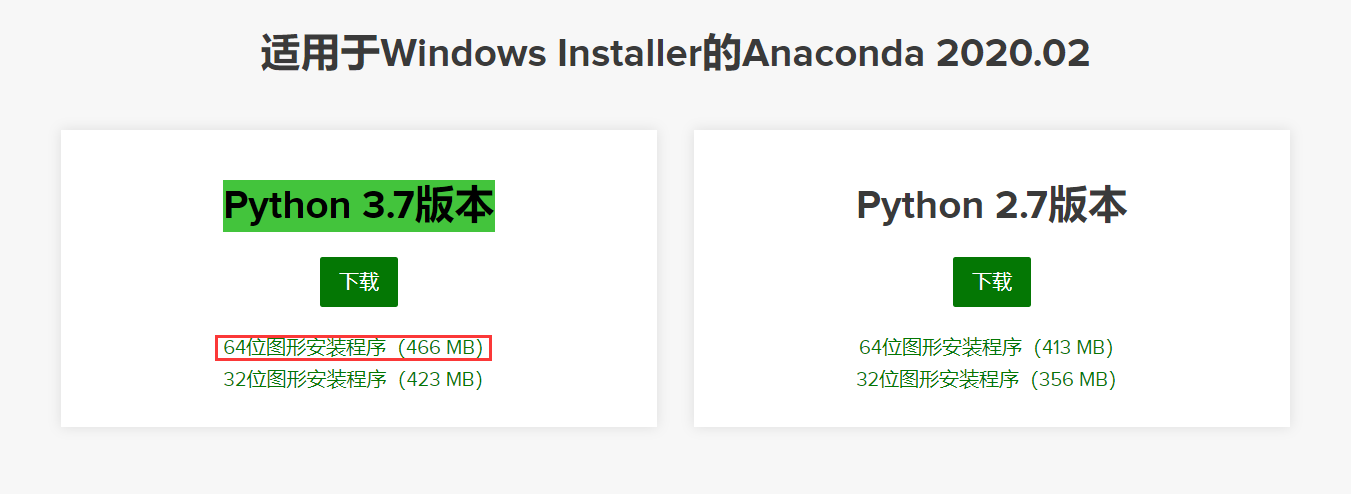 适用于Windows Installer的Anaconda 2020.02
Python 3.7版本
下载
64位图形安装程序（466 MB）
32位图形安装程序（423 MB）
Python 2.7版本
下载
64位图形安装程序（413 MB）
32位图形安装程序（356 MB）